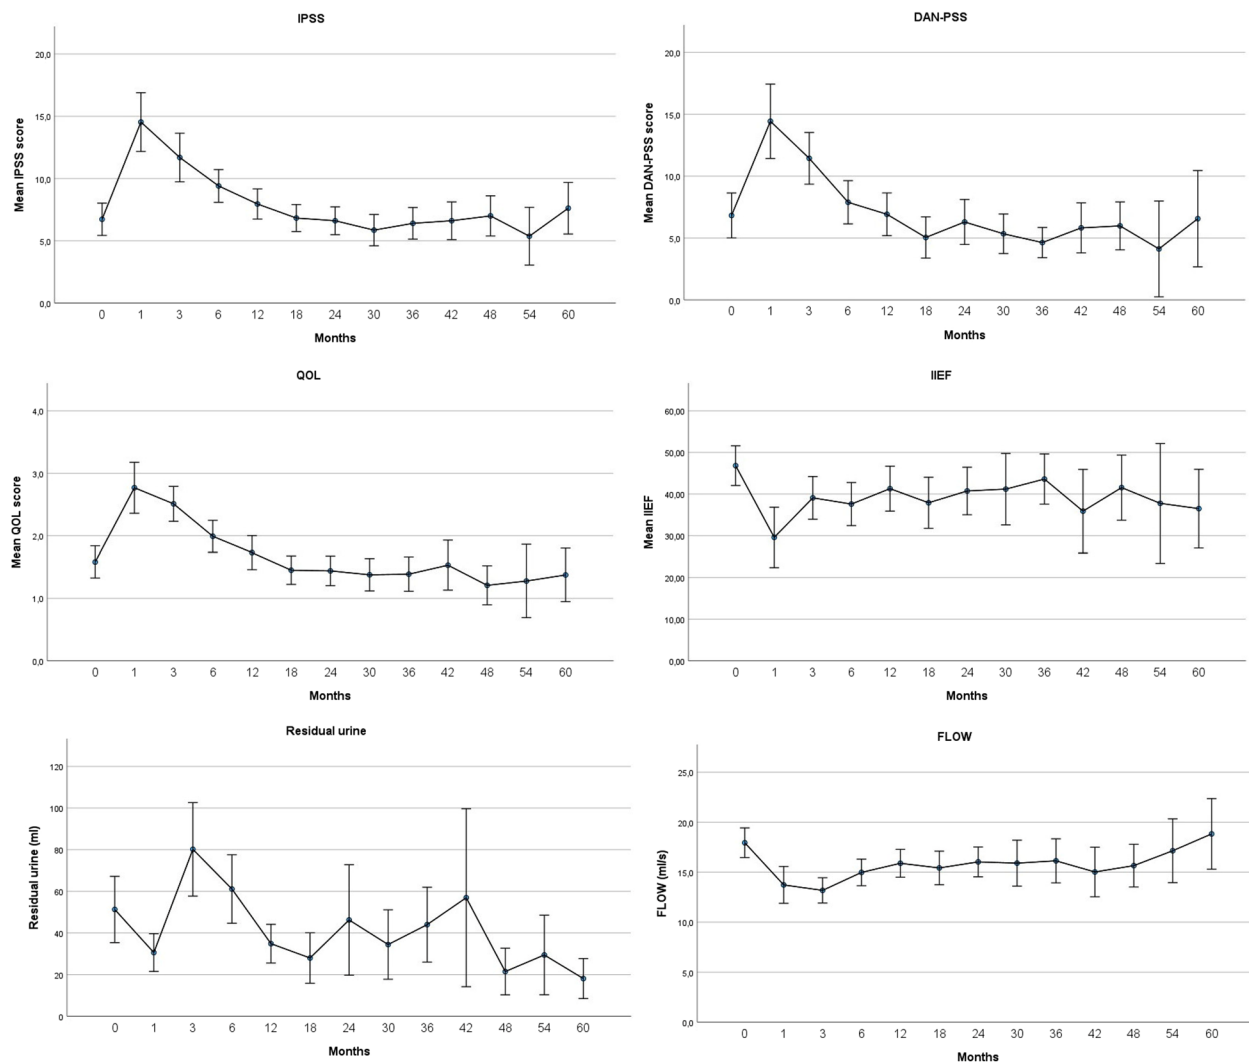 IPSS
Mean IPSS score
20,0
15,0
10,0
5,0
0,0
0 1 3 6 12 18 24 30 36 42 48 54 60
Months
DAN-PSS
Mean DAN-PSS score
20,0
15,0
10,0
5,0
0,0
0 1 3 6 12 18 24 30 36 42 48 54 60
Months
QOL
Mean QOL score
4,0
3,0
2,0
1,0
0,0
0 1 3 6 12 18 24 30 36 42 48 54 60
Months
IIEF
Mean IIEF
60,00
50,00
40,00
30,00
20,00
10,00
0,00
0 1 3 6 12 18 24 30 36 42 48 54 60
Months
Residual urine
Residual urine (ml)
120
100
80
60
40
20
0
0 1 3 6 12 18 24 30 36 42 48 54 60
Months
FLOW
FLOW (ml/s)
25,0
20,0
15,0
10,0
5,0
0,0
0 1 3 6 12 18 24 30 36 42 48 54 60
Months